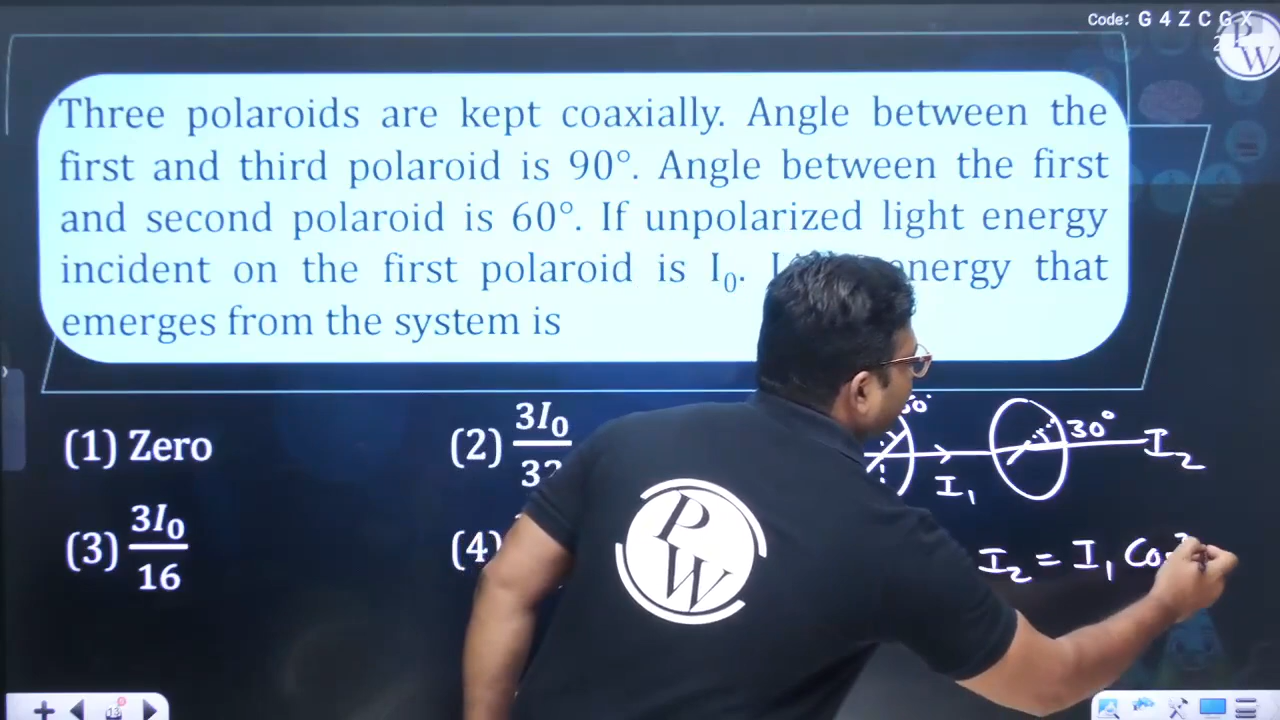 Code: G 4 Z C G X
Three polaroids are kept coaxially. Angle between the
first and third polaroid is 90°. Angle between the first
and second polaroid is 60°. If unpolarized light energy
incident on the first polaroid is I₀. energy that
emerges from the system is
(1) Zero
(2) 3I₀
(3) 3I₀/16
(4)
30°
I₂
I₁
I₂ = I₁
P
W
P
W